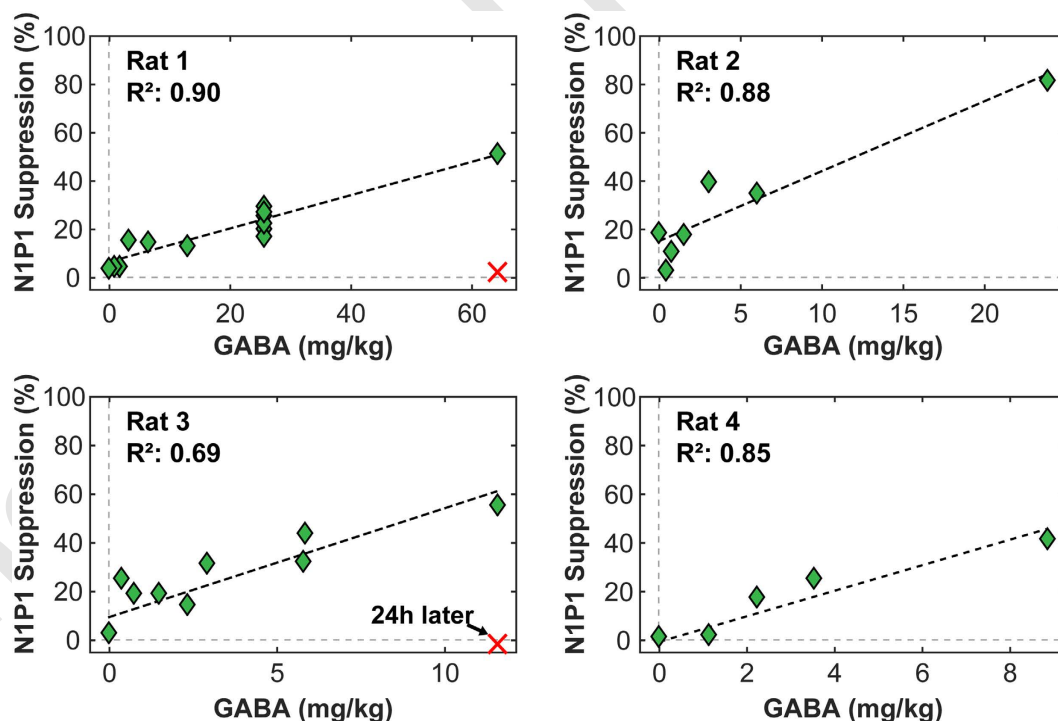 Rat 1
R²: 0.90
N1P1 Suppression (%)
100
80
60
40
20
0
0 20 40 60
GABA (mg/kg)
Rat 2
R²: 0.88
N1P1 Suppression (%)
100
80
60
40
20
0
0 5 10 15 20
GABA (mg/kg)
Rat 3
R²: 0.69
N1P1 Suppression (%)
100
80
60
40
20
0
24h later
0 5 10
GABA (mg/kg)
Rat 4
R²: 0.85
N1P1 Suppression (%)
100
80
60
40
20
0
0 2 4 6 8
GABA (mg/kg)